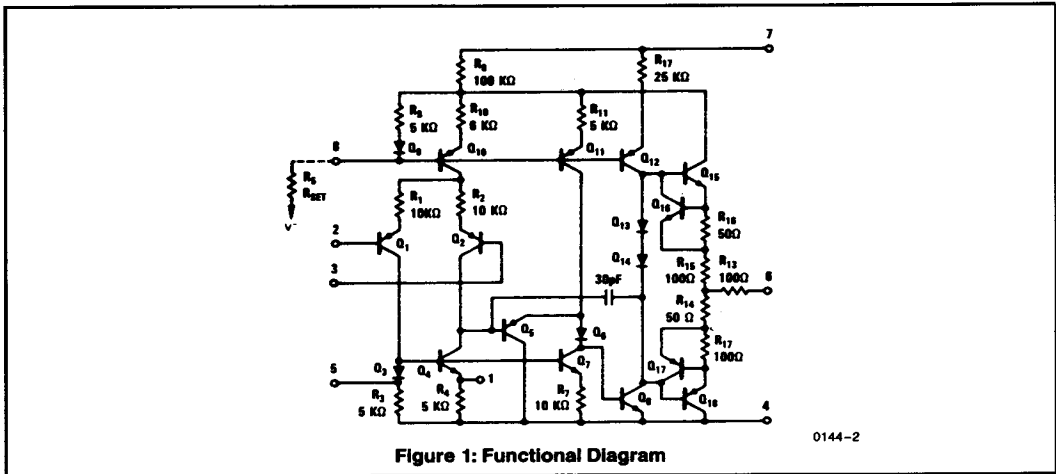 7
R9
100 KΩ
R17
25 KΩ
R8
5 KΩ
R10
6 KΩ
R11
5 KΩ
Q9
8
Q10
Q11
Q12
Q15
RS
RSET
V-
R1
10KΩ
R2
10 KΩ
Q16
R16
50Ω
Q13
2
Q1
Q2
Q14
R15
100Ω
R13
100Ω
3
6
30pF
R14
50 Ω
Q5
Q6
R17
100Ω
Q3
Q4
Q7
Q17
5
1
R3
5 KΩ
R4
5 KΩ
R7
10 KΩ
Q8
Q18
4
0144-2
Figure 1: Functional Diagram